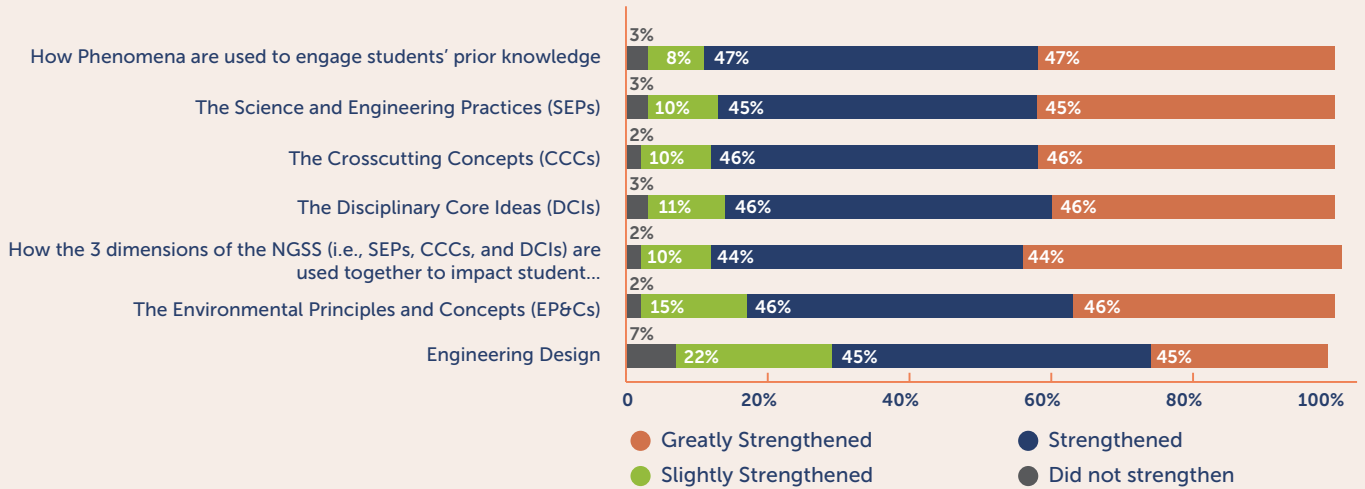 3%
How Phenomena are used to engage students’ prior knowledge 8% 47% 47%
3%
The Science and Engineering Practices (SEPs) 10% 45% 45%
2%
The Crosscutting Concepts (CCCs) 10% 46% 46%
3%
The Disciplinary Core Ideas (DCIs) 11% 46% 46%
2%
How the 3 dimensions of the NGSS (i.e., SEPs, CCCs, and DCIs) are 10% 44% 44%
used together to impact student...
2%
The Environmental Principles and Concepts (EP&Cs) 15% 46% 46%
7%
Engineering Design 22% 45% 45%
0 20% 40% 60% 80% 100%
Greatly Strengthened Strengthened
Slightly Strengthened Did not strengthen